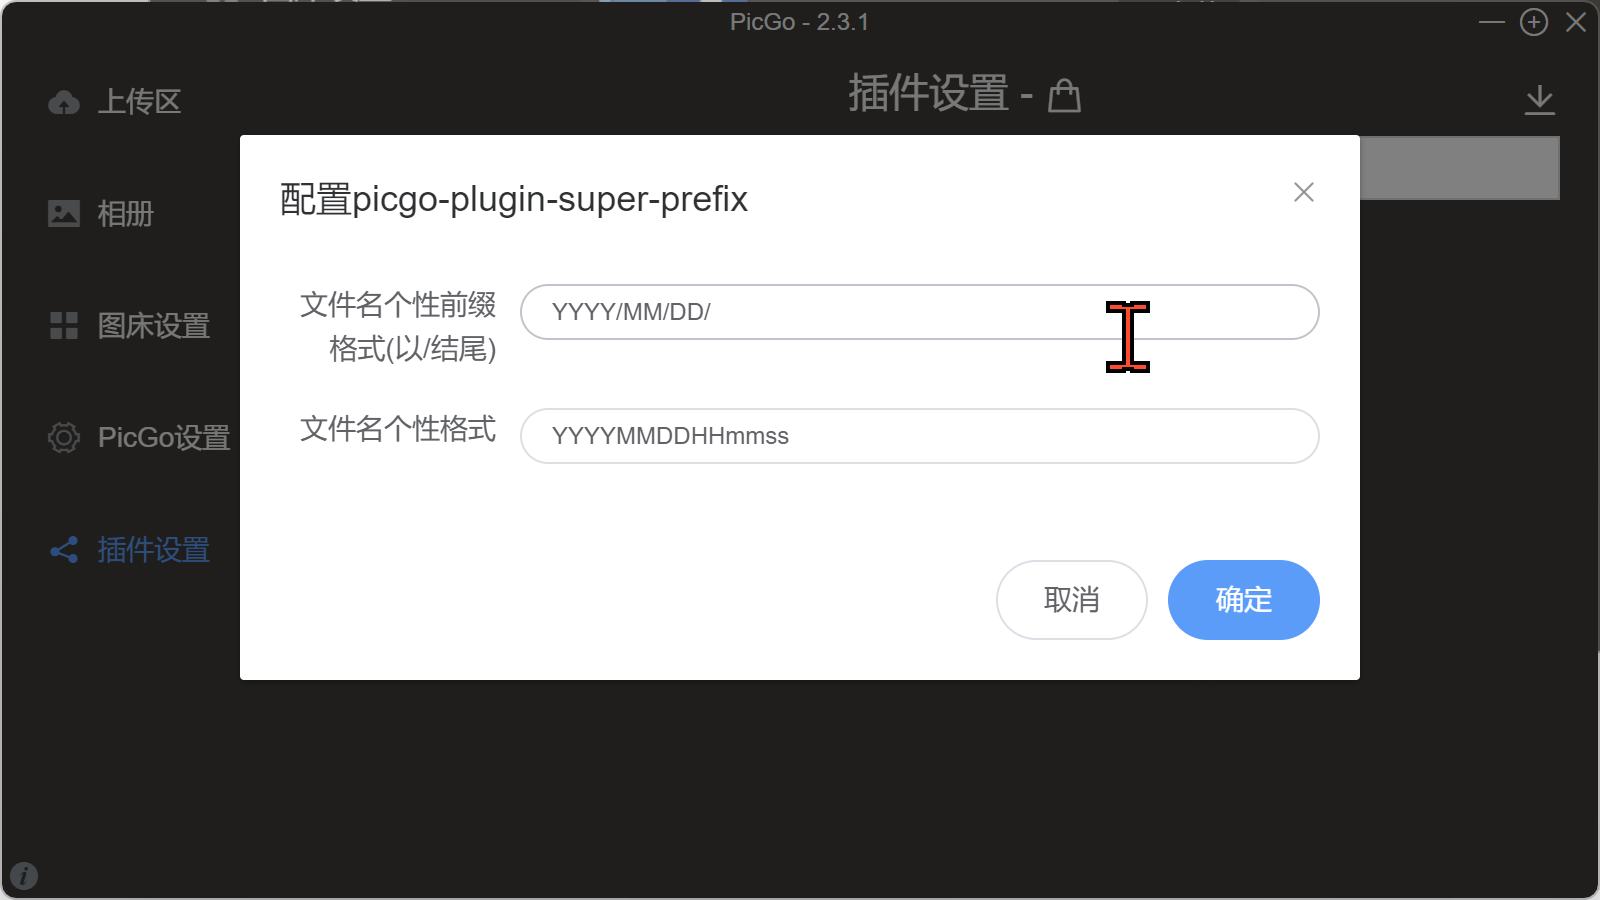 PicGo - 2.3.1
插件设置 -
上传区
相册
图床设置
PicGo设置
插件设置
配置picgo-plugin-super-prefix
文件名个性前缀
格式(以/结尾)
YYYY/MM/DD/
文件名个性格式
YYYYMMDDHHmmss
取消
确定